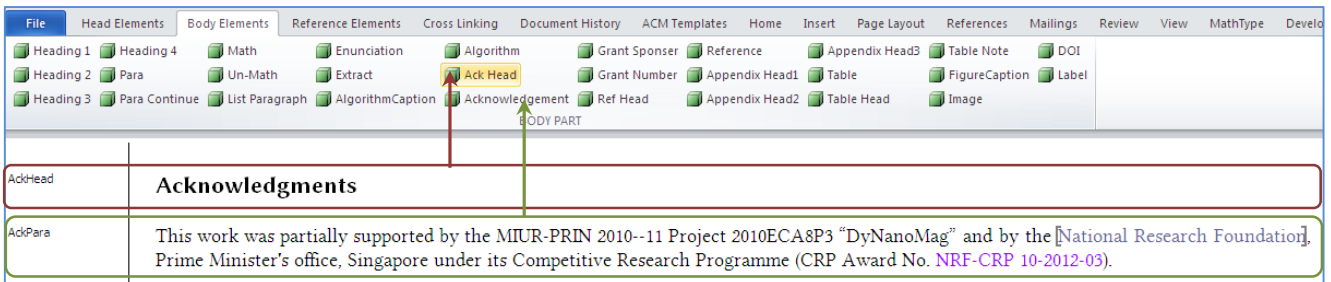 File Head Elements Body Elements Reference Elements Cross Linking Document History ACM Templates Home Insert Page Layout References Mailings Review View MathType Develo
Heading 1 Heading 4 Math Enunciation Algorithm Grant Sponser Reference Appendix Head3 Table Note DOI
Heading 2 Para Un-Math Extract Ack Head Grant Number Appendix Head1 Table FigureCaption Label
Heading 3 Para Continue List Paragraph AlgorithmCaption Acknowledgement Ref Head Appendix Head2 Table Head Image
BODY PART
AckHead Acknowledgments
AckPara This work was partially supported by the MIUR-PRIN 2010--11 Project 2010ECA8P3 “DyNanoMag” and by the [National Research Foundation],
Prime Minister's office, Singapore under its Competitive Research Programme (CRP Award No. NRF-CRP 10-2012-03).